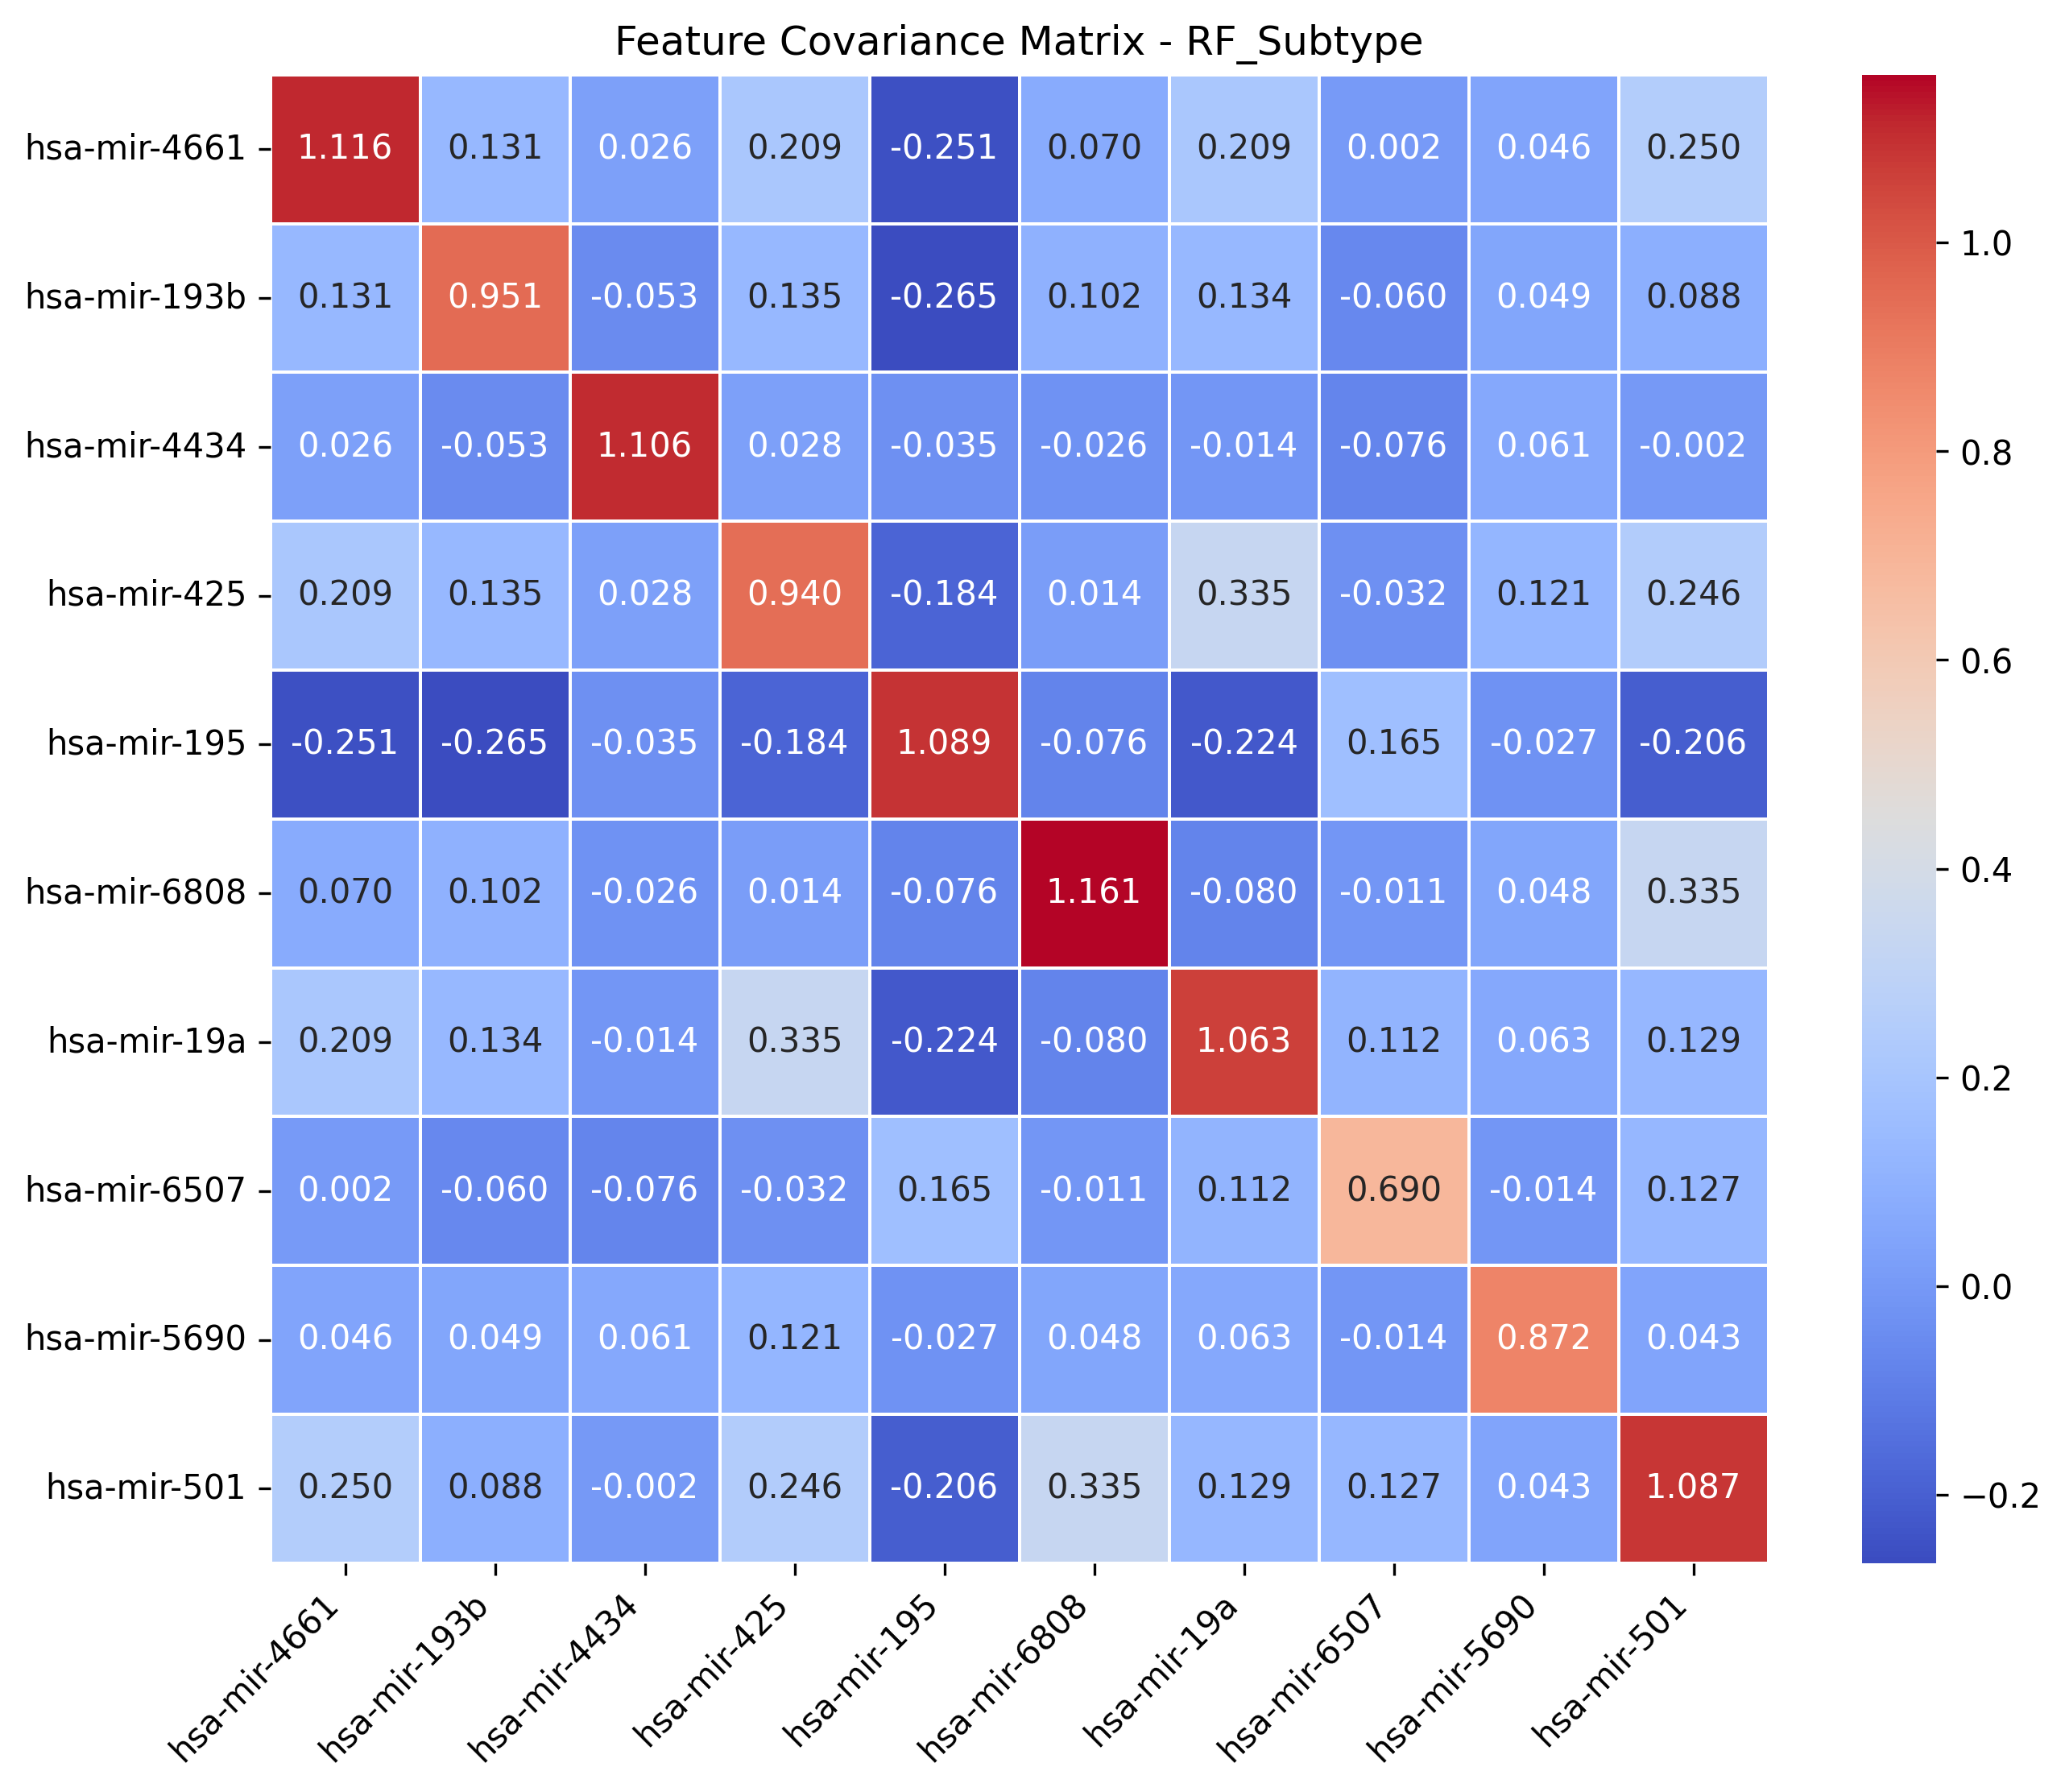 Feature Covariance Matrix - RF_Subtype
hsa-mir-4661 1.116 0.131 0.026 0.209 -0.251 0.070 0.209 0.002 0.046 0.250
hsa-mir-193b 0.131 0.951 -0.053 0.135 -0.265 0.102 0.134 -0.060 0.049 0.088
hsa-mir-4434 0.026 -0.053 1.106 0.028 -0.035 -0.026 -0.014 -0.076 0.061 -0.002
hsa-mir-425 0.209 0.135 0.028 0.940 -0.184 0.014 0.335 -0.032 0.121 0.246
hsa-mir-195 -0.251 -0.265 -0.035 -0.184 1.089 -0.076 -0.224 0.165 -0.027 -0.206
hsa-mir-6808 0.070 0.102 -0.026 0.014 -0.076 1.161 -0.080 -0.011 0.048 0.335
hsa-mir-19a 0.209 0.134 -0.014 0.335 -0.224 -0.080 1.063 0.112 0.063 0.129
hsa-mir-6507 0.002 -0.060 -0.076 -0.032 0.165 -0.011 0.112 0.690 -0.014 0.127
hsa-mir-5690 0.046 0.049 0.061 0.121 -0.027 0.048 0.063 -0.014 0.872 0.043
hsa-mir-501 0.250 0.088 -0.002 0.246 -0.206 0.335 0.129 0.127 0.043 1.087
hsa-mir-4661
hsa-mir-193b
hsa-mir-4434
hsa-mir-425
hsa-mir-195
hsa-mir-6808
hsa-mir-19a
hsa-mir-6507
hsa-mir-5690
hsa-mir-501
1.0
0.8
0.6
0.4
0.2
0.0
−0.2